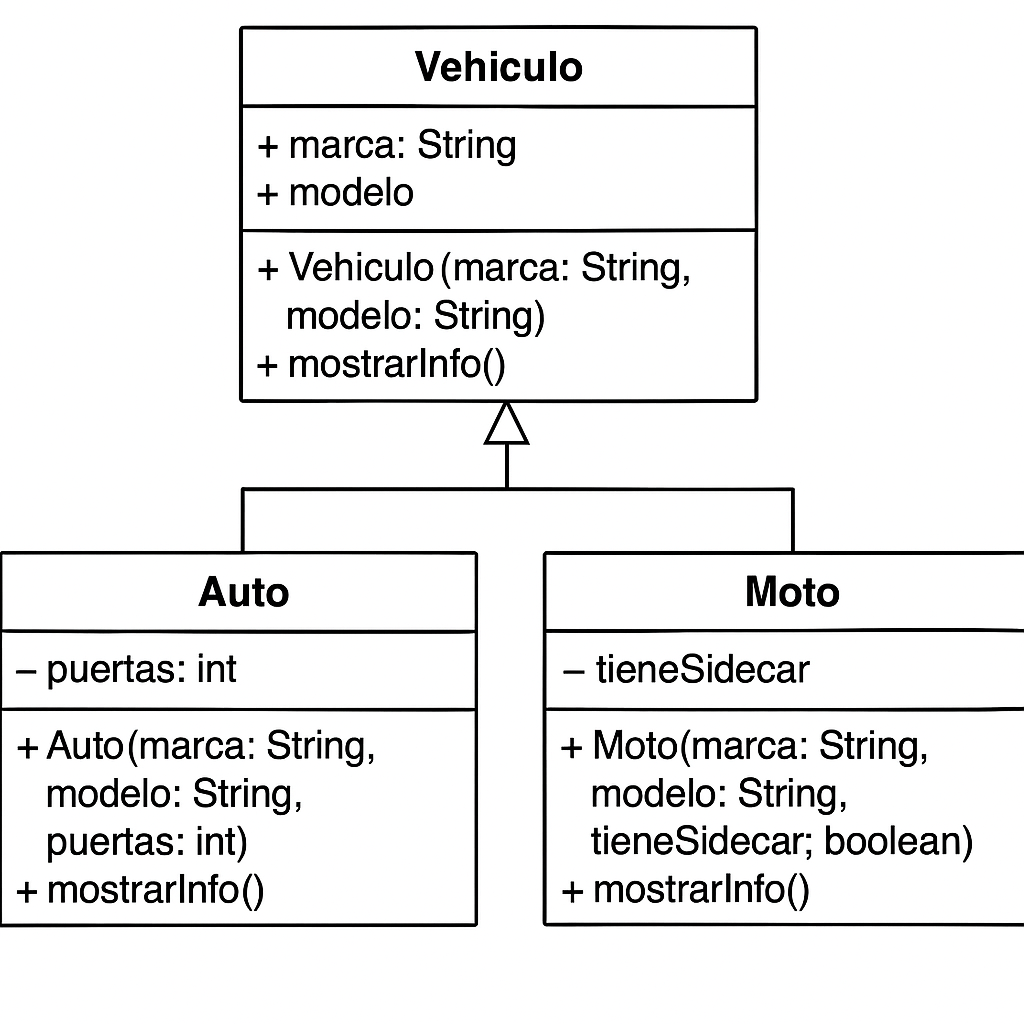 Vehiculo
+ marca: String
+ modelo
+ Vehiculo(marca: String,
modelo: String)
+ mostrarInfo()
Auto
– puertas: int
+ Auto(marca: String,
modelo: String,
puertas: int)
+ mostrarInfo()
Moto
– tieneSidecar
+ Moto(marca: String,
modelo: String,
tieneSidecar; boolean)
+ mostrarInfo()